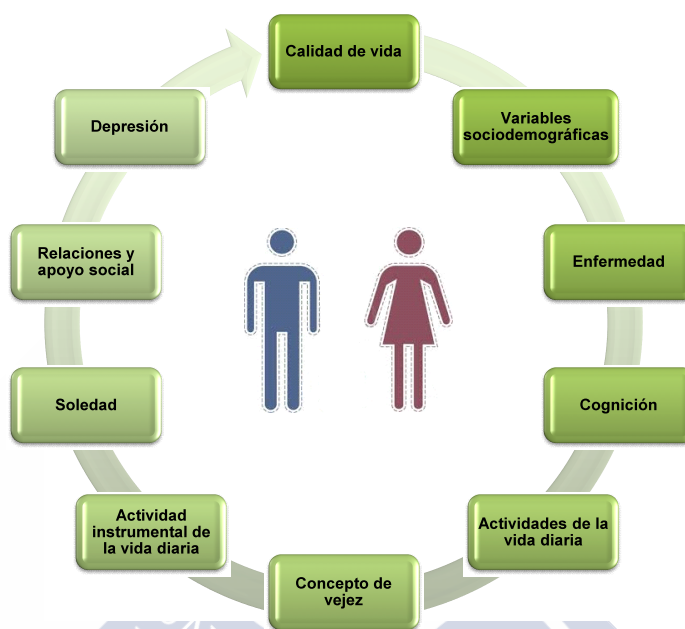 Calidad de vida
Variables
sociodemográficas
Enfermedad
Cognición
Actividades de la
vida diaria
Concepto de
vejez
Actividad
instrumental de
la vida diaria
Soledad
Relaciones y
apoyo social
Depresión